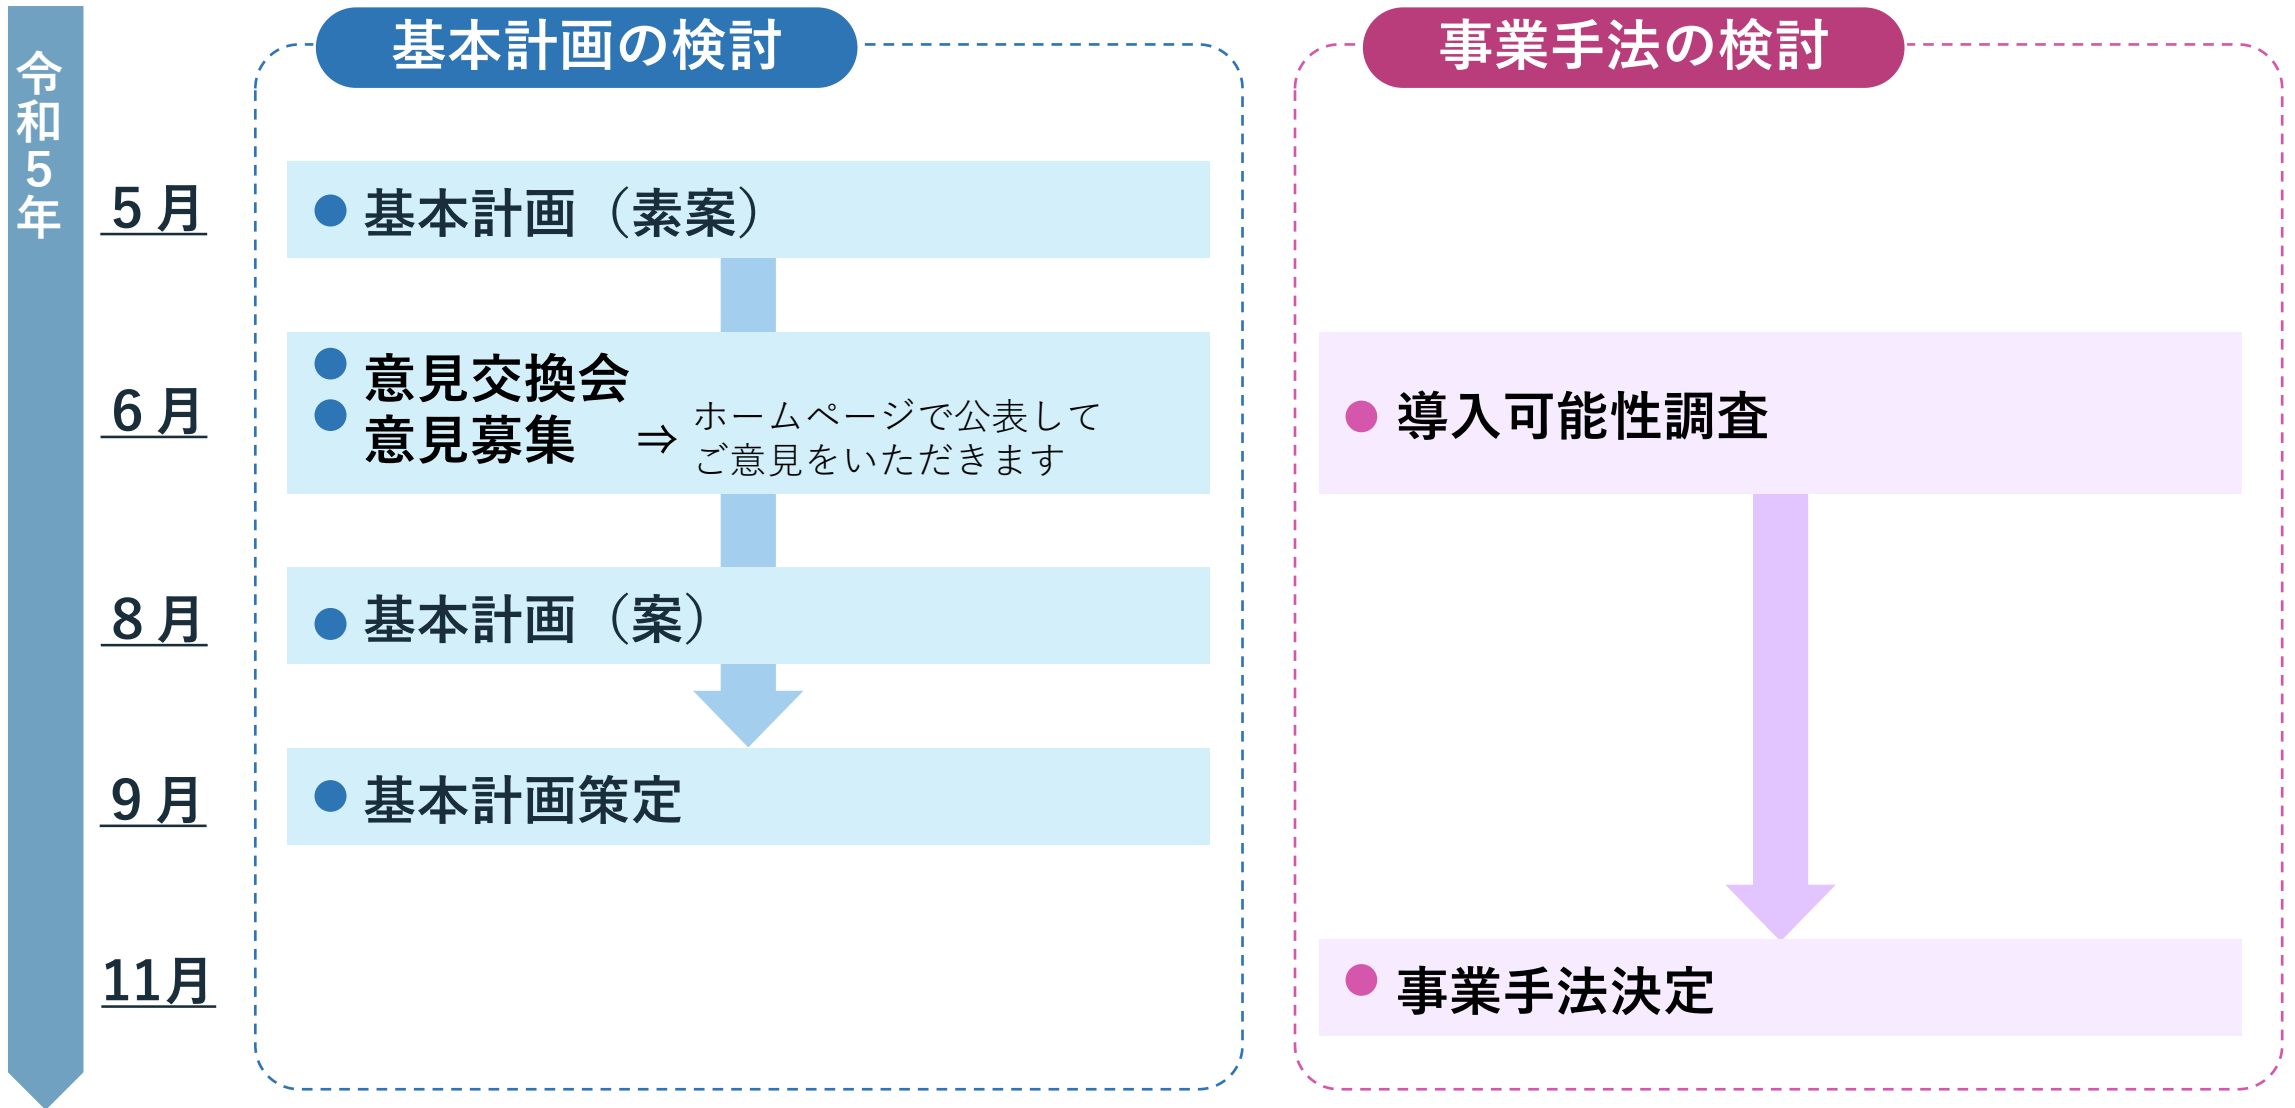 令和5年
基本計画の検討
事業手法の検討
5月
基本計画（素案）
6月
意見交換会
意見募集 ⇒ ホームページで公表して
ご意見をいただきます
導入可能性調査
8月
基本計画（案）
9月
基本計画策定
11月
事業手法決定